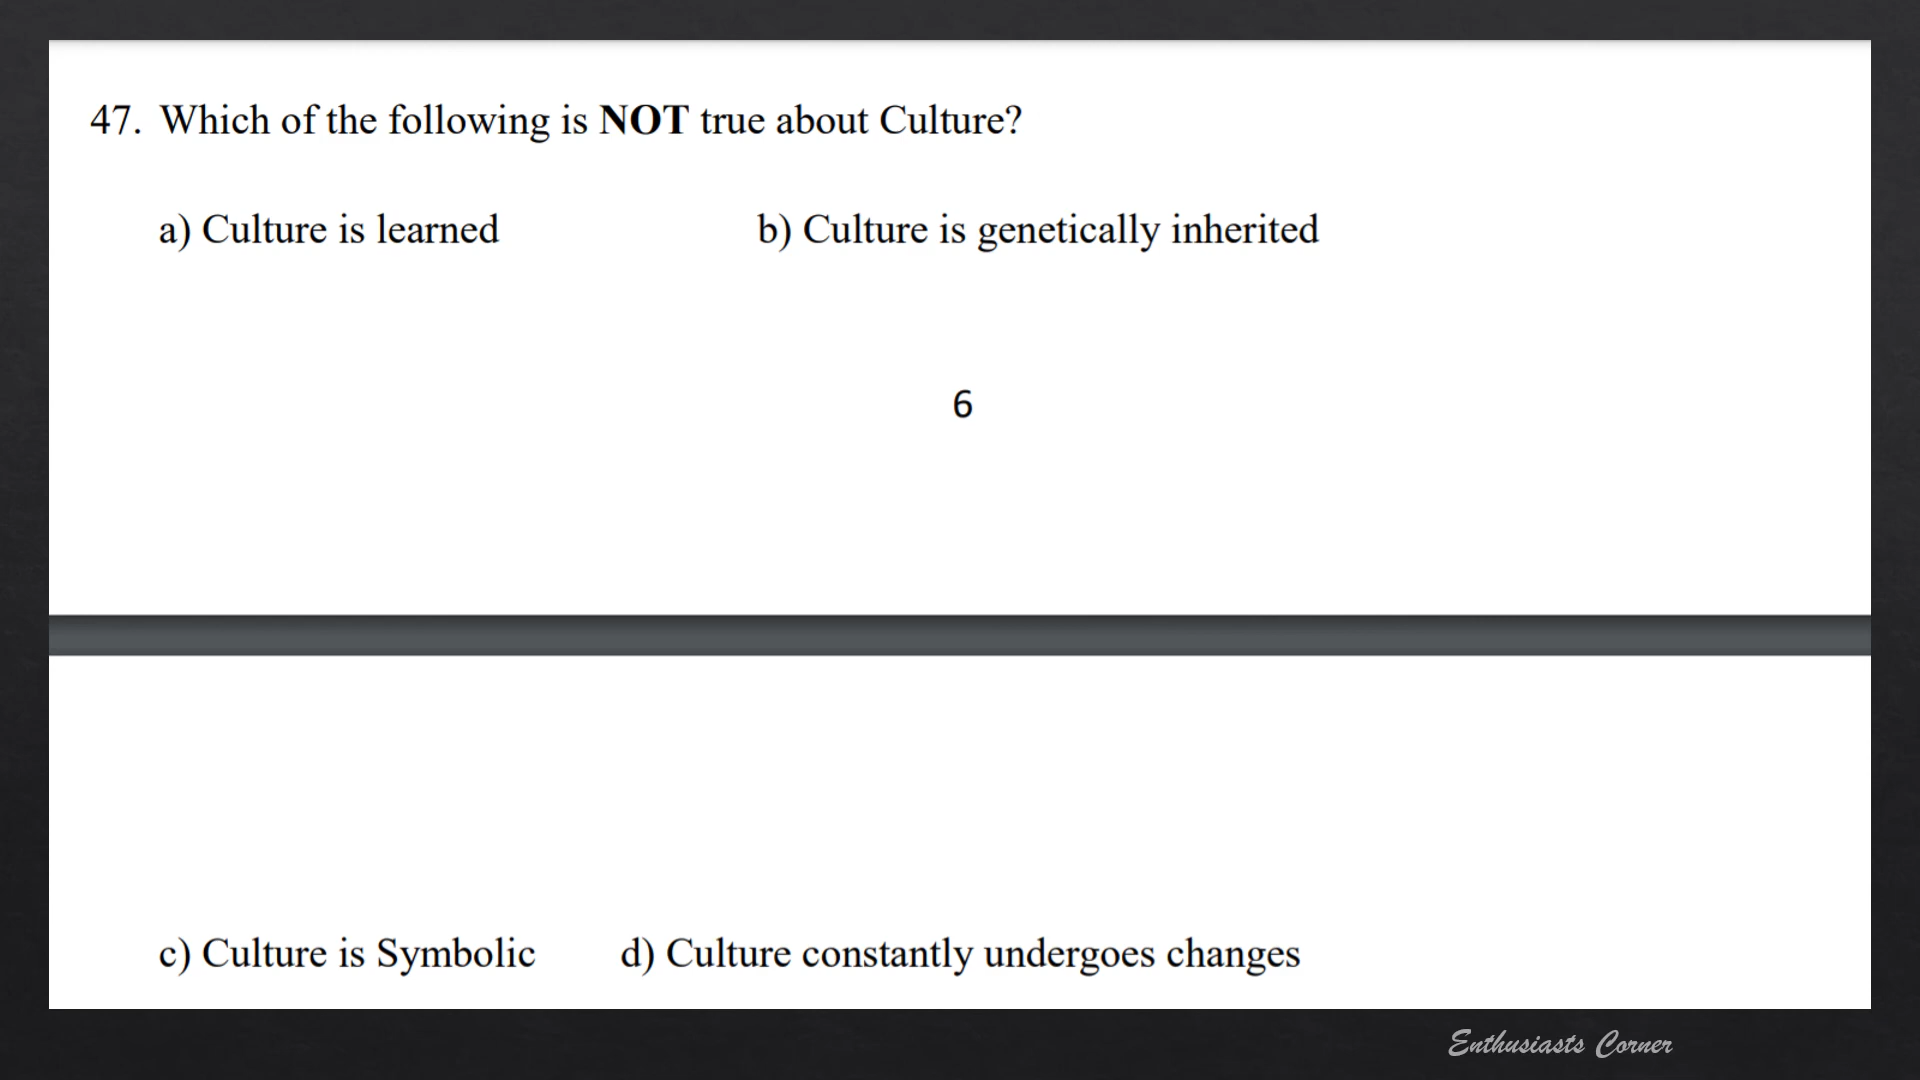 47. Which of the following is NOT true about Culture?
a) Culture is learned b) Culture is genetically inherited
6
c) Culture is Symbolic d) Culture constantly undergoes changes
Enthusiasts Corner